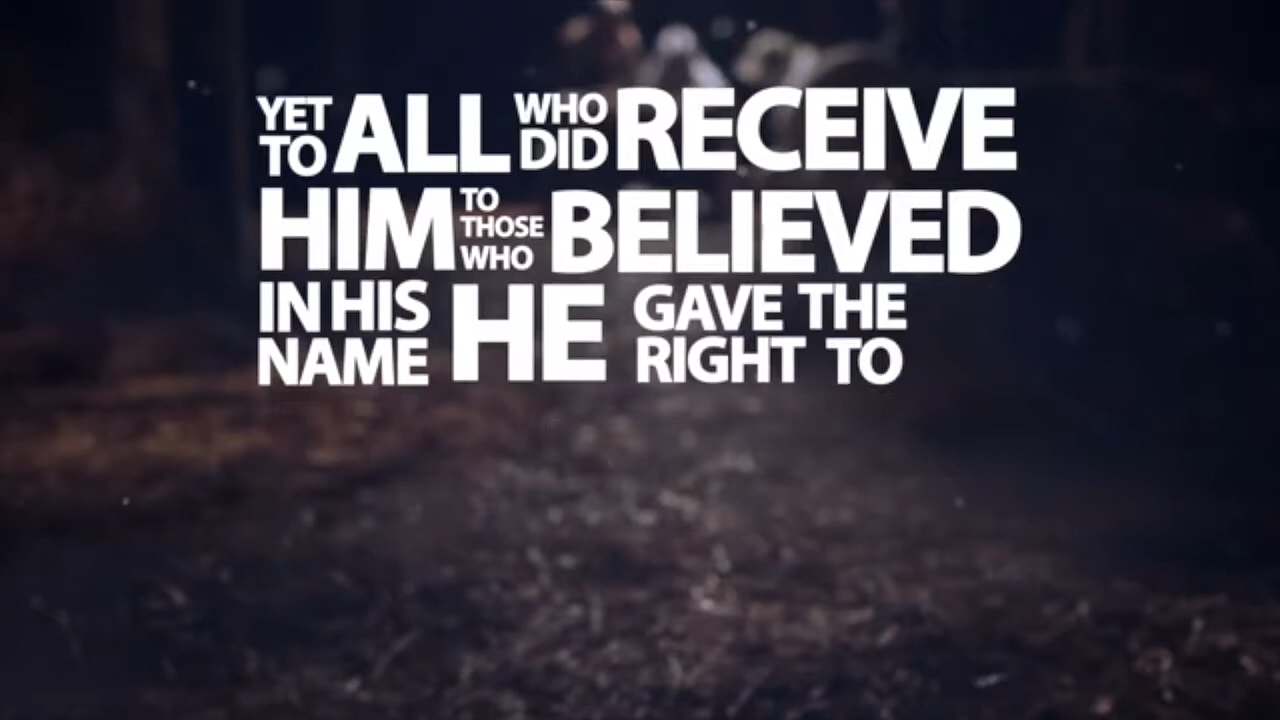 YET TO ALL WHO DID RECEIVE
HIM TO THOSE WHO BELIEVED
IN HIS NAME HE GAVE THE RIGHT TO